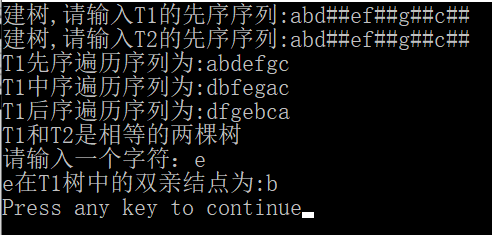 建树,请输入T1的先序序列:abd##ef##g##c##
建树,请输入T2的先序序列:abd##ef##g##c##
T1先序遍历序列为:abdefgc
T1中序遍历序列为:dbfegac
T1后序遍历序列为:dfgebca
T1和T2是相等的两棵树
请输入一个字符：e
e在T1树中的双亲结点为:b
Press any key to continue